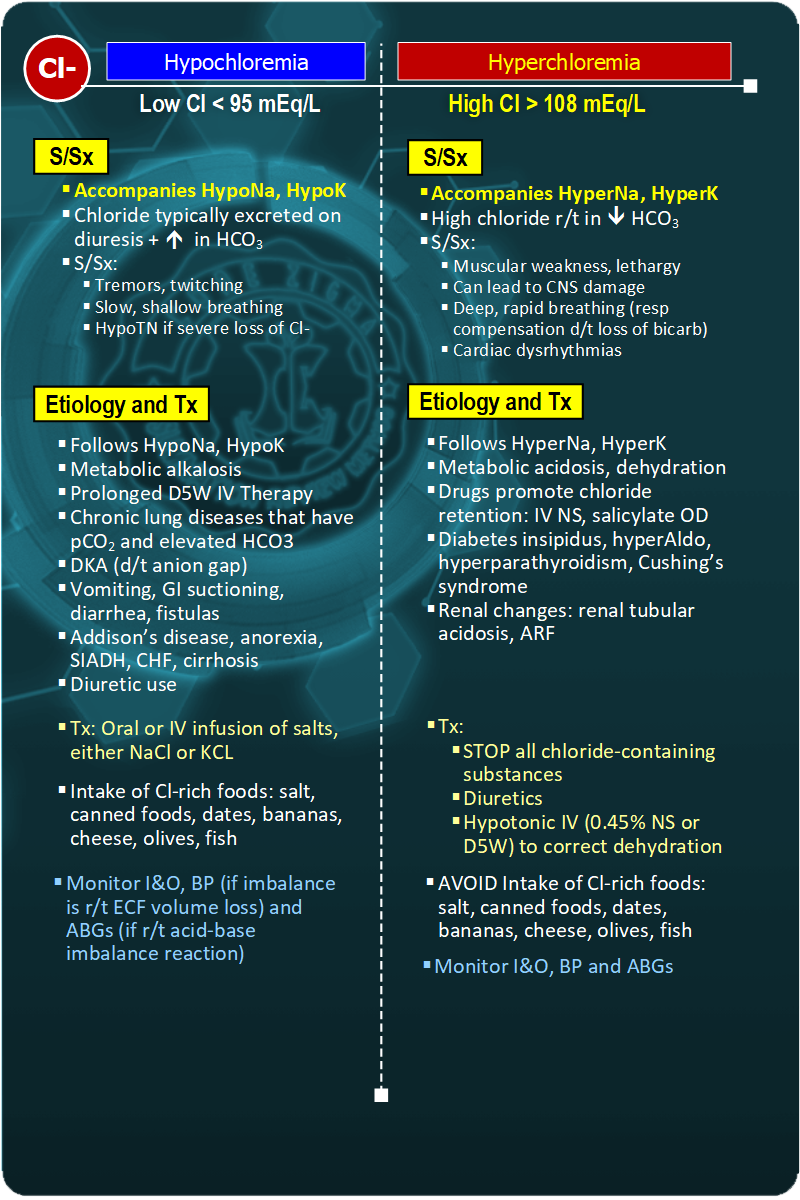 Cl-
Hypochloremia
Low Cl < 95 mEq/L
S/Sx
Accompanies HypoNa, HypoK
Chloride typically excreted on
diuresis + ↑ in HCO₃
S/Sx:
Tremors, twitching
Slow, shallow breathing
HypoTN if severe loss of Cl-
Etiology and Tx
Follows HypoNa, HypoK
Metabolic alkalosis
Prolonged D5W IV Therapy
Chronic lung diseases that have
pCO₂ and elevated HCO3
DKA (d/t anion gap)
Vomiting, GI suctioning,
diarrhea, fistulas
Addison's disease, anorexia,
SIADH, CHF, cirrhosis
Diuretic use
Tx: Oral or IV infusion of salts,
either NaCl or KCL
Intake of Cl-rich foods: salt,
canned foods, dates, bananas,
cheese, olives, fish
Monitor I&O, BP (if imbalance
is r/t ECF volume loss) and
ABGs (if r/t acid-base
imbalance reaction)
Hyperchloremia
High Cl > 108 mEq/L
S/Sx
Accompanies HyperNa, HyperK
High chloride r/t in ↓ HCO₃
S/Sx:
Muscular weakness, lethargy
Can lead to CNS damage
Deep, rapid breathing (resp
compensation d/t loss of bicarb)
Cardiac dysrhythmias
Etiology and Tx
Follows HyperNa, HyperK
Metabolic acidosis, dehydration
Drugs promote chloride
retention: IV NS, salicylate OD
Diabetes insipidus, hyperAldo,
hyperparathyroidism, Cushing's
syndrome
Renal changes: renal tubular
acidosis, ARF
Tx:
STOP all chloride-containing
substances
Diuretics
Hypotonic IV (0.45% NS or
D5W) to correct dehydration
AVOID Intake of Cl-rich foods:
salt, canned foods, dates,
bananas, cheese, olives, fish
Monitor I&O, BP and ABGs